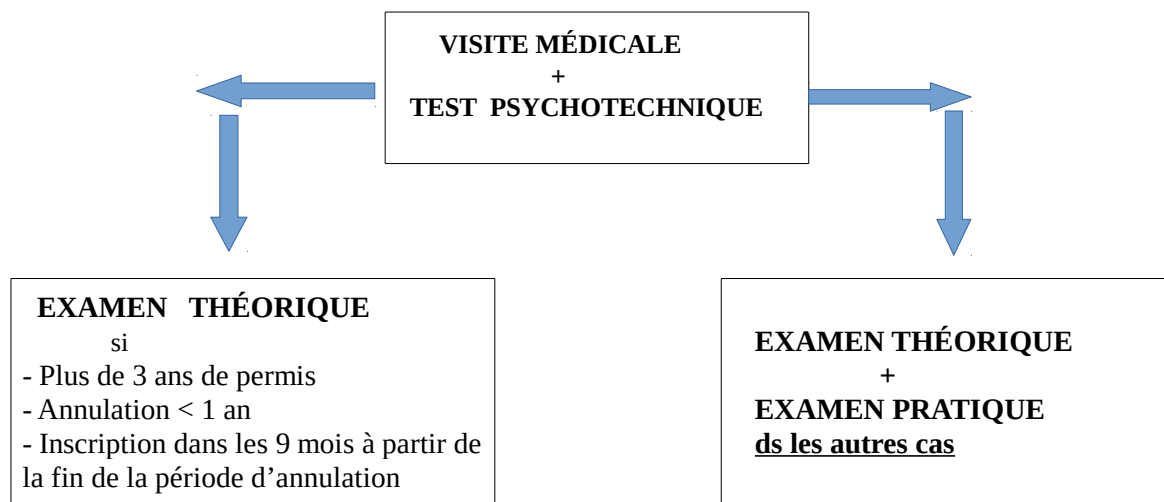 VISITE MÉDICALE
+
TEST PSYCHOTECHNIQUE
EXAMEN THÉORIQUE
si
- Plus de 3 ans de permis
- Annulation < 1 an
- Inscription dans les 9 mois à partir de
la fin de la période d’annulation
EXAMEN THÉORIQUE
+
EXAMEN PRATIQUE
ds les autres cas